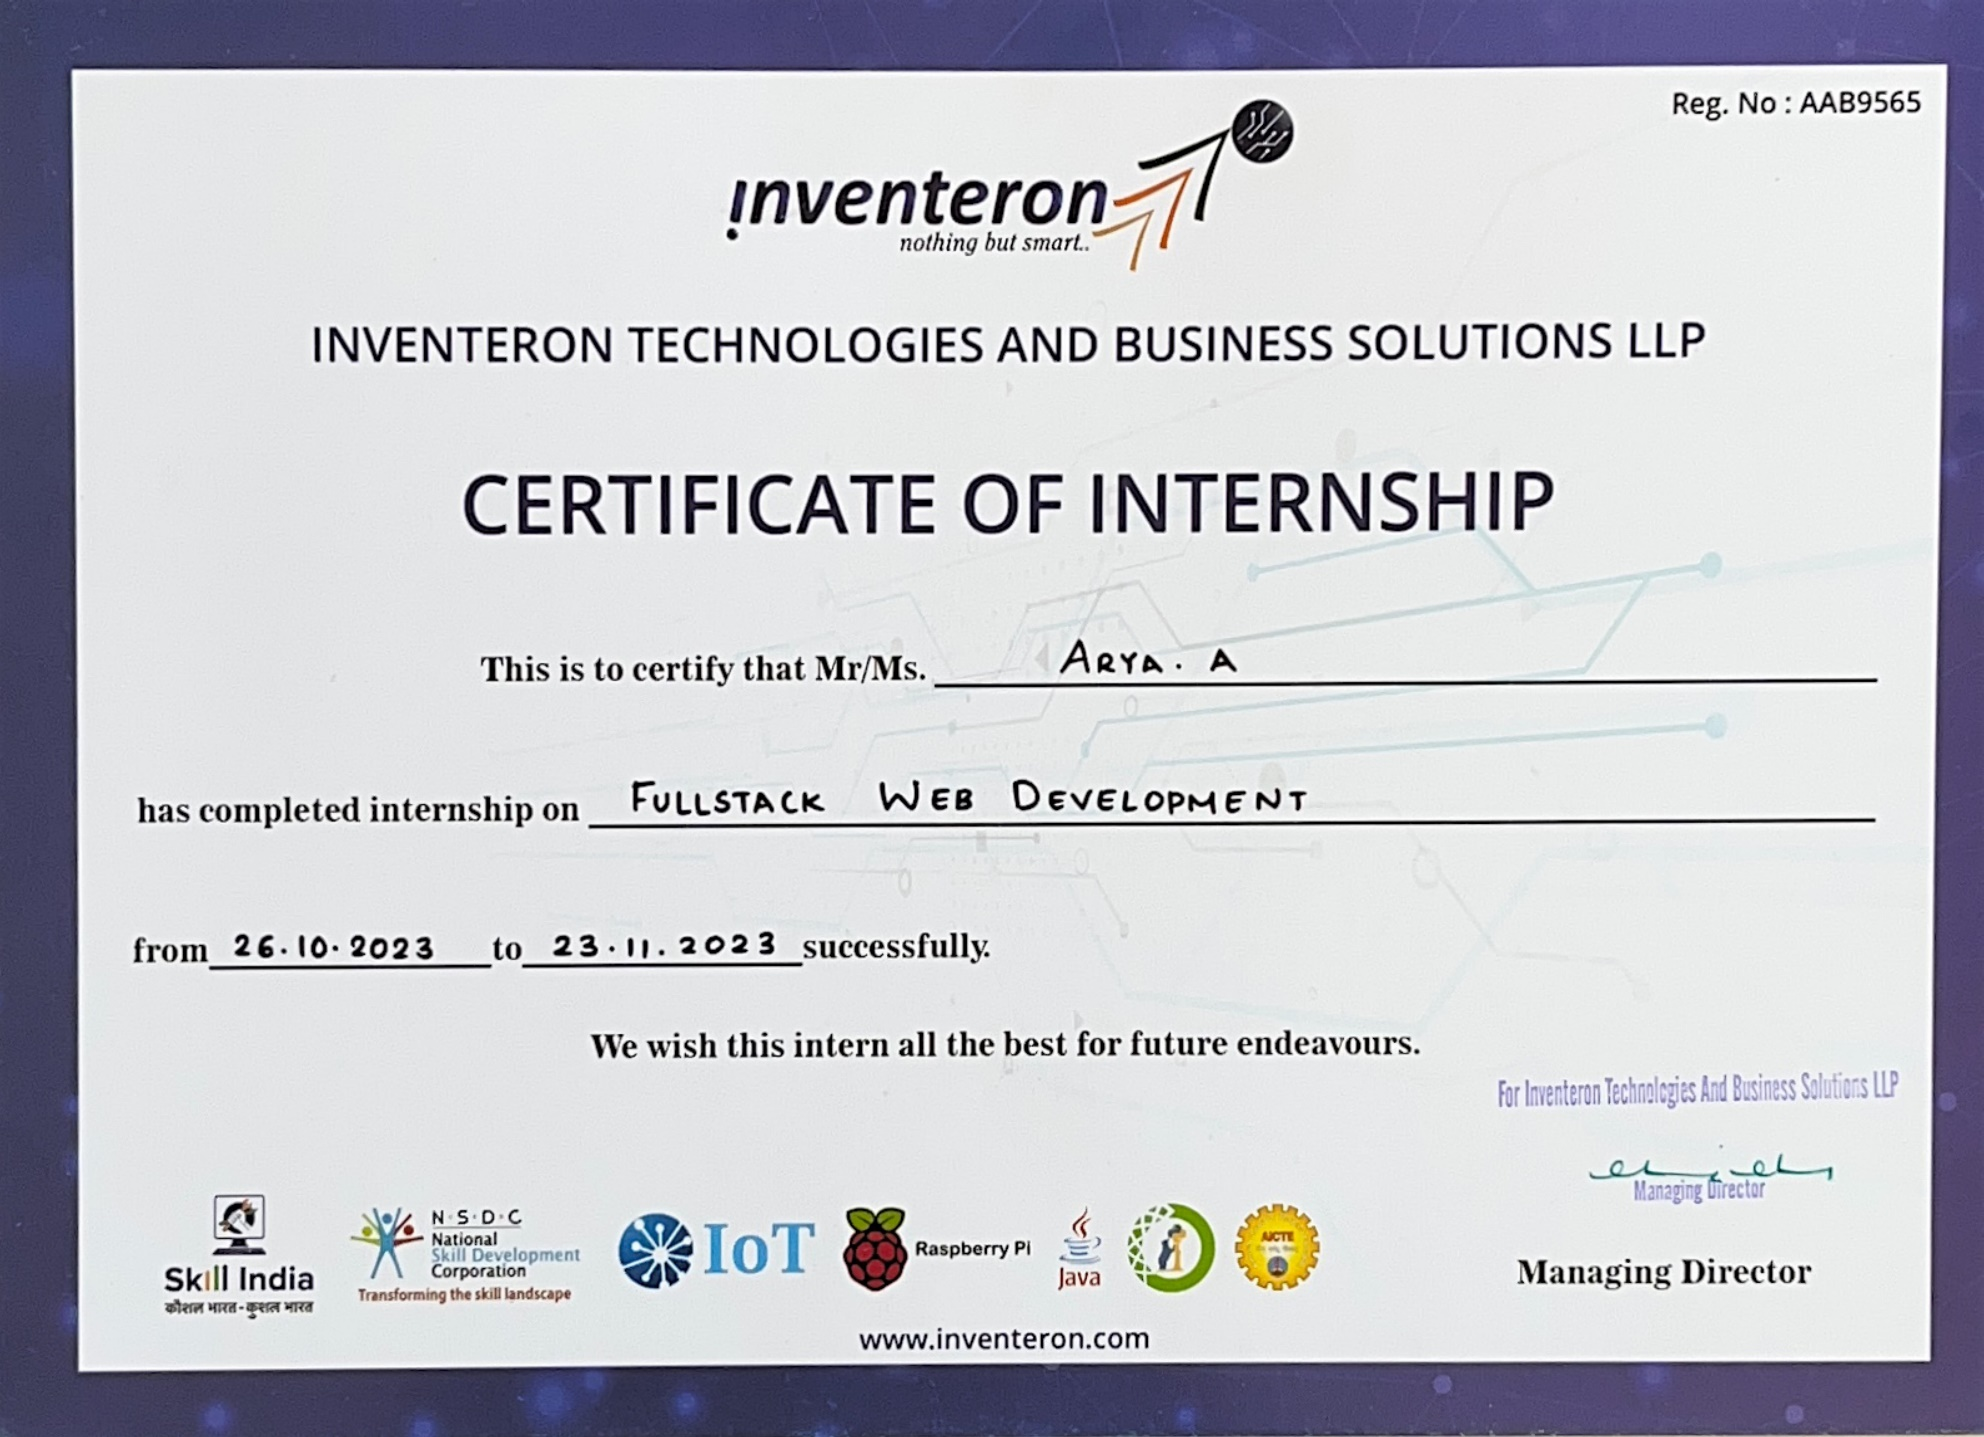 Reg. No : AAB9565
inventeron
nothing but smart..
INVENTERON TECHNOLOGIES AND BUSINESS SOLUTIONS LLP
CERTIFICATE OF INTERNSHIP
This is to certify that Mr/Ms. ARYA. A
has completed internship on FULLSTACK WEB DEVELOPMENT
from 26.10.2023 to 23.11.2023 successfully.
We wish this intern all the best for future endeavours.
For Inventeron Technologies And Business Solutions LLP
Managing Director
Skill India
कौशल भारत-कुशल भारत
N·S·D·C
National
Skill Development
Corporation
Transforming the skill landscape
IoT
Raspberry Pi
Java
AICTE
Managing Director
www.inventeron.com